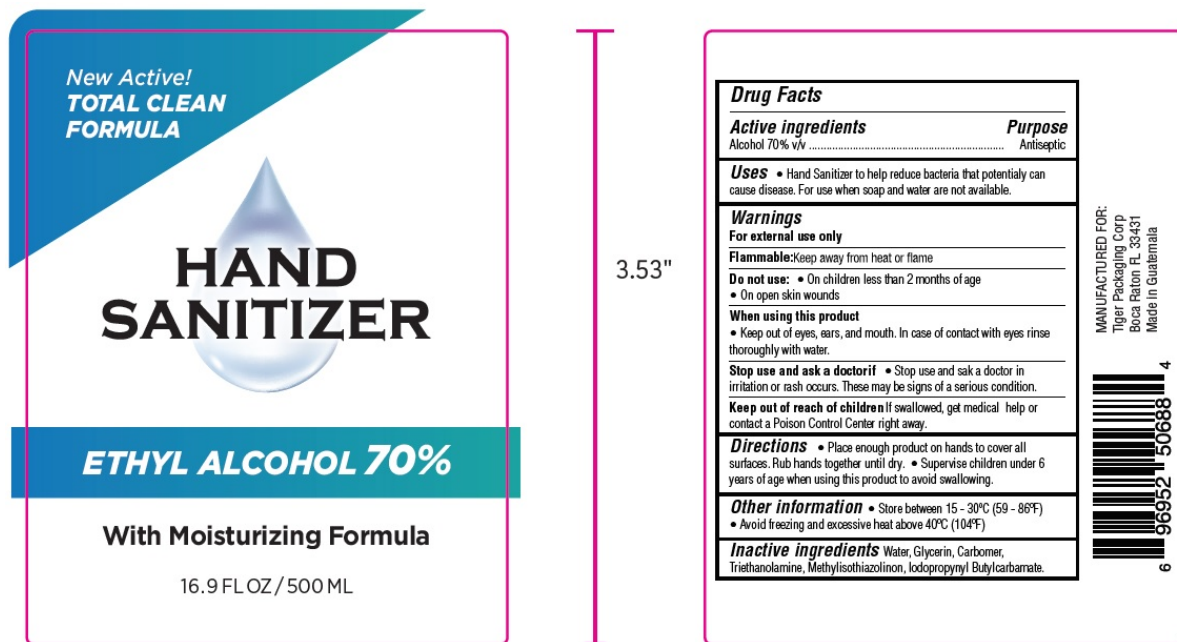 New Active!
TOTAL CLEAN
FORMULA
HAND
SANITIZER
ETHYL ALCOHOL 70%
With Moisturizing Formula
16.9 FL OZ / 500 ML
3.53"
Drug Facts
Active ingredients Purpose
Alcohol 70% v/v ................................................................... Antiseptic
Uses • Hand Sanitizer to help reduce bacteria that potentialy can
cause disease. For use when soap and water are not available.
Warnings
For external use only
Flammable:Keep away from heat or flame
Do not use: • On children less than 2 months of age
• On open skin wounds
When using this product
• Keep out of eyes, ears, and mouth. In case of contact with eyes rinse
thoroughly with water.
Stop use and ask a doctorif • Stop use and sak a doctor in
irritation or rash occurs. These may be signs of a serious condition.
Keep out of reach of children If swallowed, get medical help or
contact a Poison Control Center right away.
Directions • Place enough product on hands to cover all
surfaces. Rub hands together until dry. • Supervise children under 6
years of age when using this product to avoid swallowing.
Other information • Store between 15 - 30ºC (59 - 86ºF)
• Avoid freezing and excessive heat above 40ºC (104ºF)
Inactive ingredients Water, Glycerin, Carbomer,
Triethanolamine, Methylisothiazolinon, Iodopropynyl Butylcarbamate.
MANUFACTURED FOR:
Tiger Packaging Corp
Boca Raton FL 33431
Made In Guatemala
6 96952 50688 4